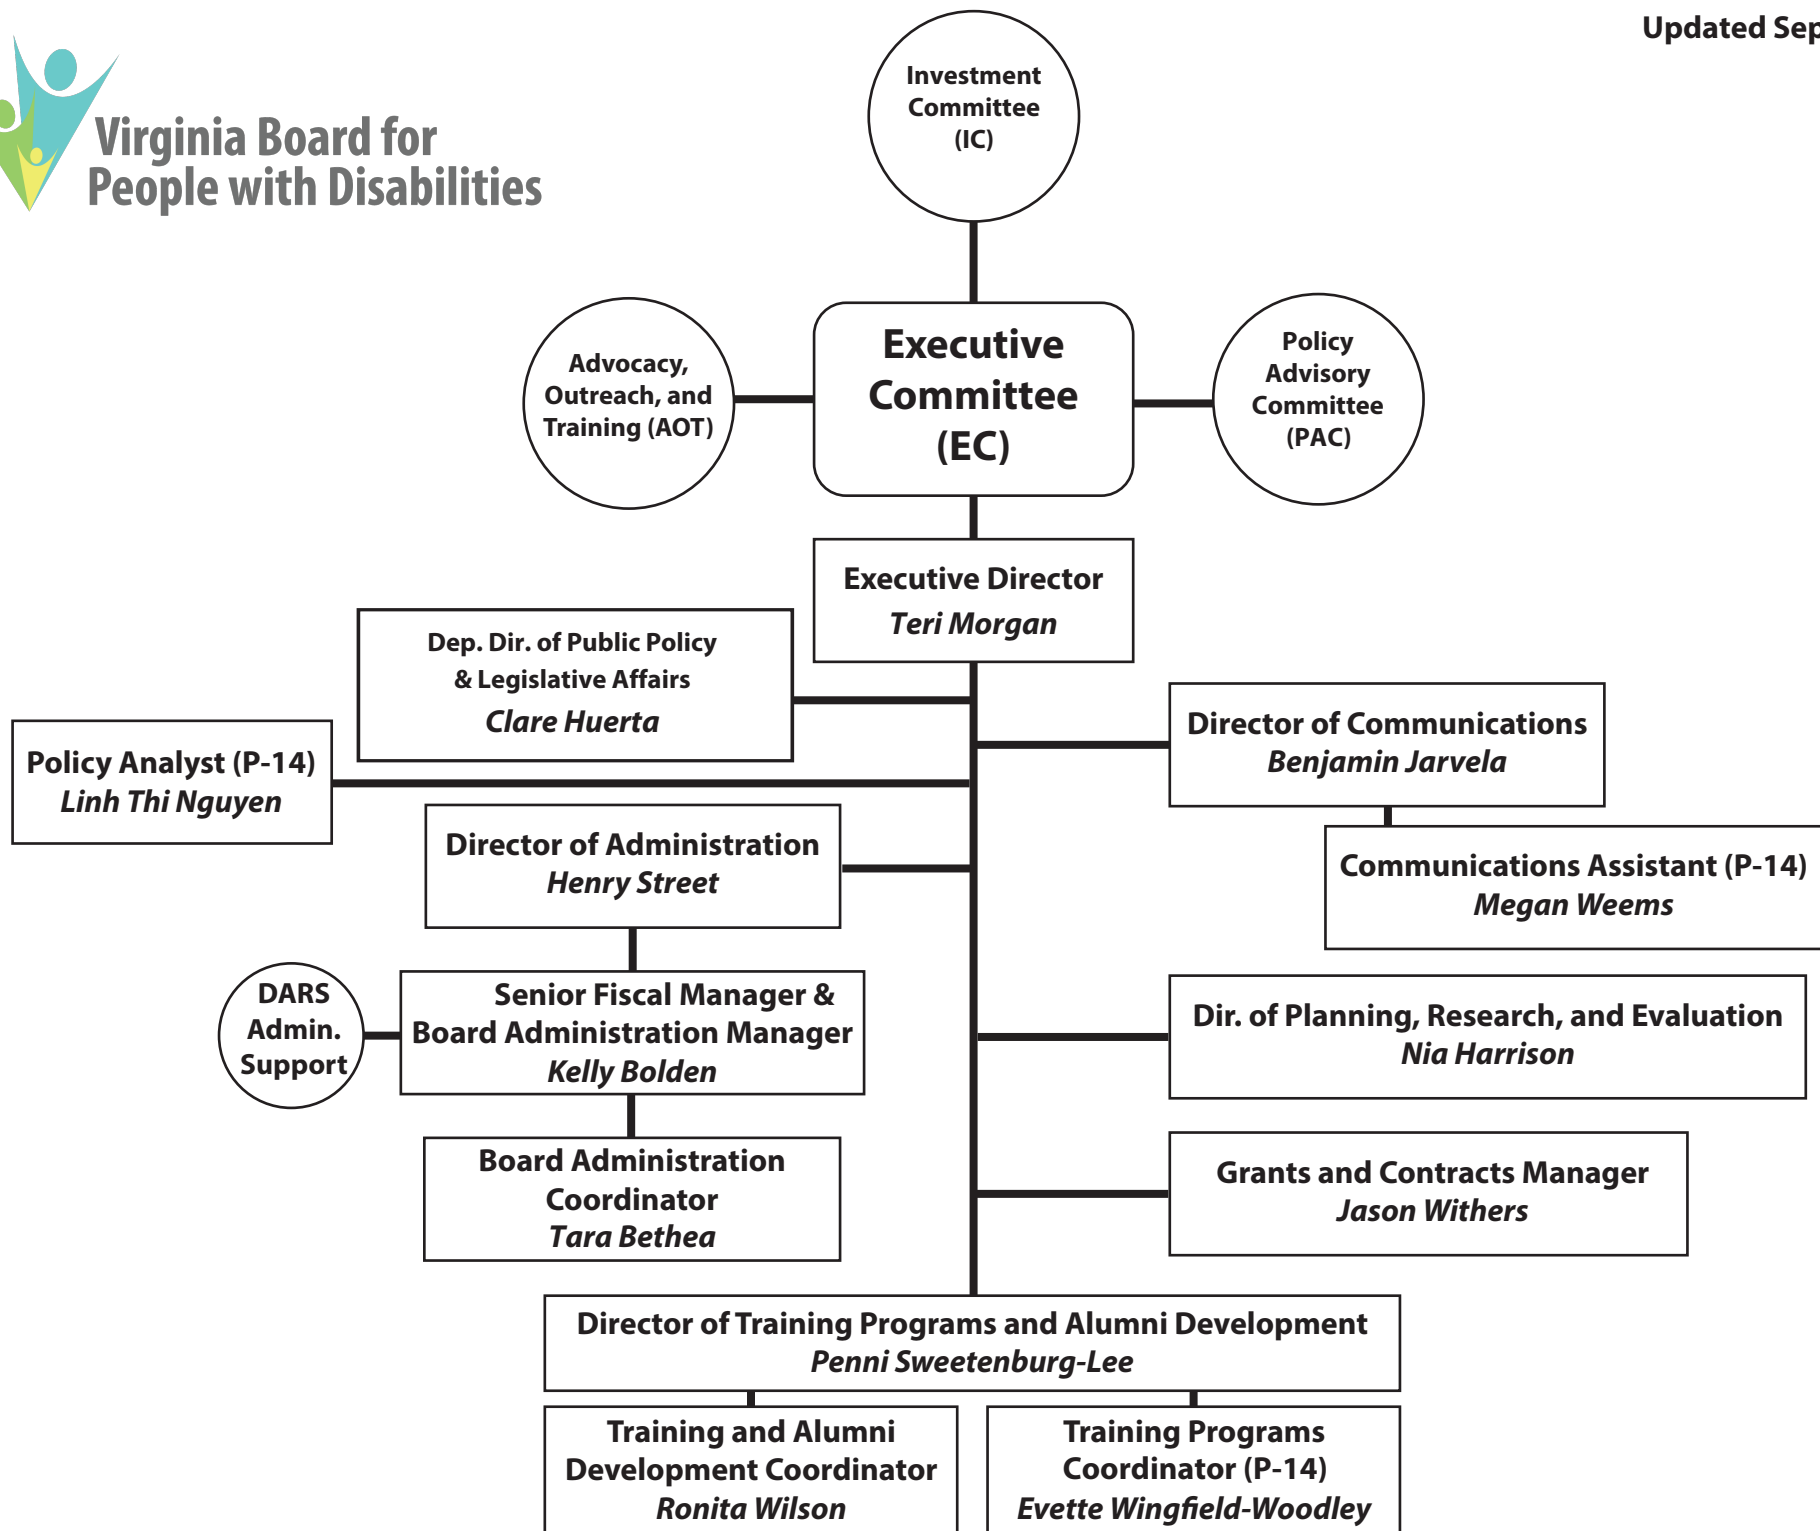 Updated Sep
Virginia Board for
People with Disabilities
Investment
Committee
(IC)
Advocacy,
Outreach, and
Training (AOT)
Executive
Committee
(EC)
Policy
Advisory
Committee
(PAC)
Executive Director
Teri Morgan
Dep. Dir. of Public Policy
& Legislative Affairs
Clare Huerta
Director of Communications
Benjamin Jarvela
Policy Analyst (P-14)
Linh Thi Nguyen
Director of Administration
Henry Street
Communications Assistant (P-14)
Megan Weems
DARS
Admin.
Support
Senior Fiscal Manager &
Board Administration Manager
Kelly Bolden
Dir. of Planning, Research, and Evaluation
Nia Harrison
Board Administration
Coordinator
Tara Bethea
Grants and Contracts Manager
Jason Withers
Director of Training Programs and Alumni Development
Penni Sweetenburg-Lee
Training and Alumni
Development Coordinator
Ronita Wilson
Training Programs
Coordinator (P-14)
Evette Wingfield-Woodley